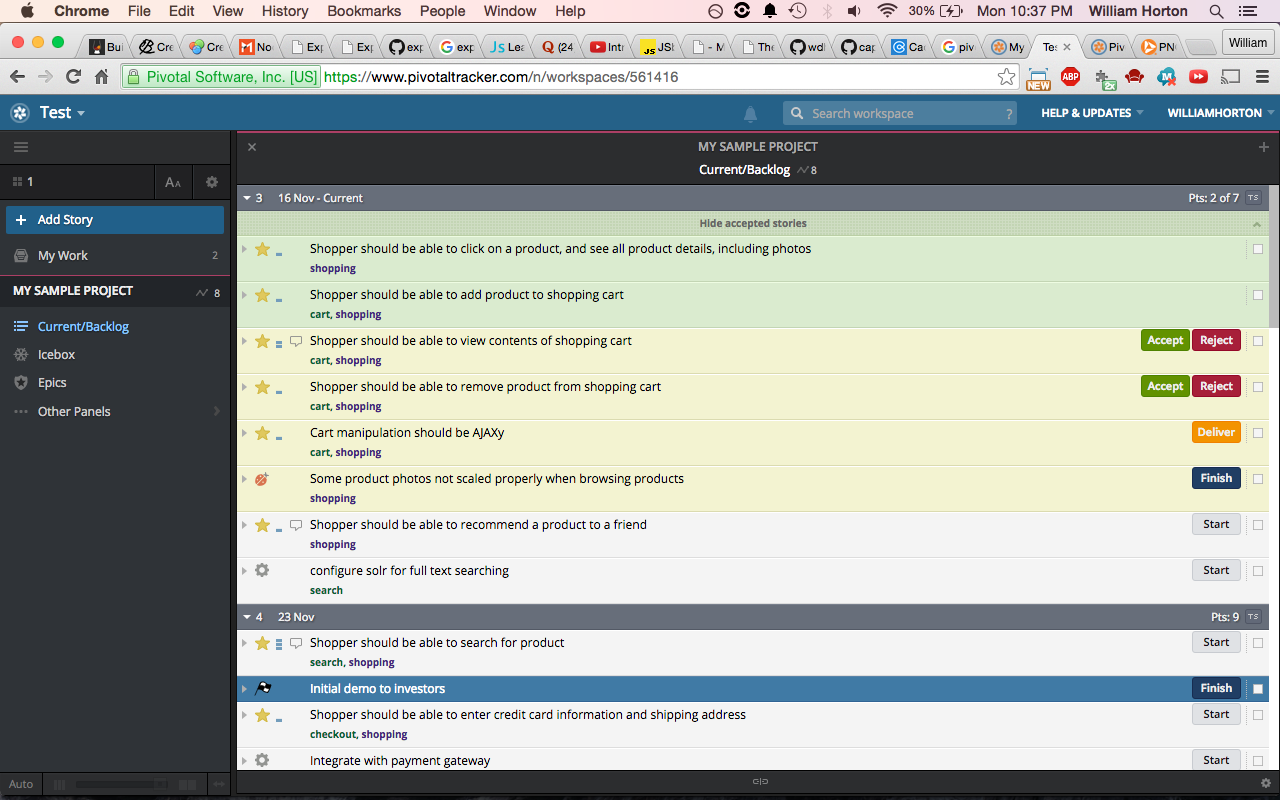 Chrome File Edit View History Bookmarks People Window Help 30% Mon 10:37 PM William Horton
Bui Cre Cre No Exp Exp exp exp Lea (24 Intr JSI - M The wdl cap Cac pive My Tes Piv PNG William
Pivotal Software, Inc. [US] https://www.pivotaltracker.com/n/workspaces/561416 NEW ABP 2x
Test Search workspace ? HELP & UPDATES WILLIAMHORTON
MY SAMPLE PROJECT
Current/Backlog 8
1 AA
Add Story
My Work 2
MY SAMPLE PROJECT 8
Current/Backlog
Icebox
Epics
Other Panels
Auto
3 16 Nov - Current Pts: 2 of 7 TS
Hide accepted stories
Shopper should be able to click on a product, and see all product details, including photos
shopping
Shopper should be able to add product to shopping cart
cart, shopping
Shopper should be able to view contents of shopping cart Accept Reject
cart, shopping
Shopper should be able to remove product from shopping cart Accept Reject
cart, shopping
Cart manipulation should be AJAXy Deliver
cart, shopping
Some product photos not scaled properly when browsing products Finish
shopping
Shopper should be able to recommend a product to a friend Start
shopping
configure solr for full text searching Start
search
4 23 Nov Pts: 9 TS
Shopper should be able to search for product Start
search, shopping
Initial demo to investors Finish
Shopper should be able to enter credit card information and shipping address Start
checkout, shopping
Integrate with payment gateway Start